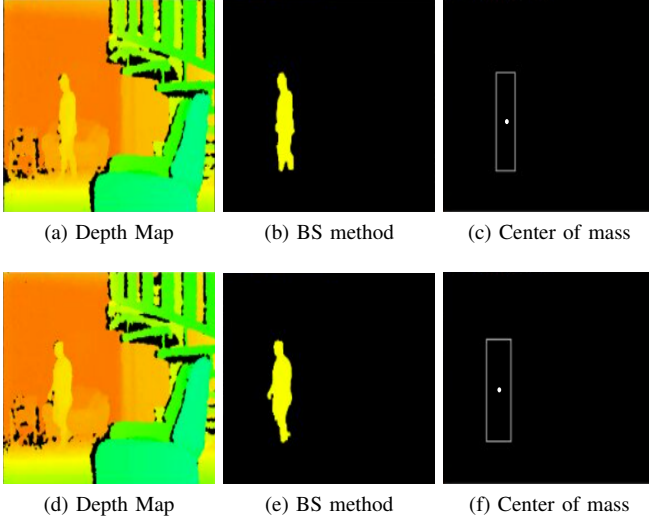 (a) Depth Map
(b) BS method
(c) Center of mass
(d) Depth Map
(e) BS method
(f) Center of mass